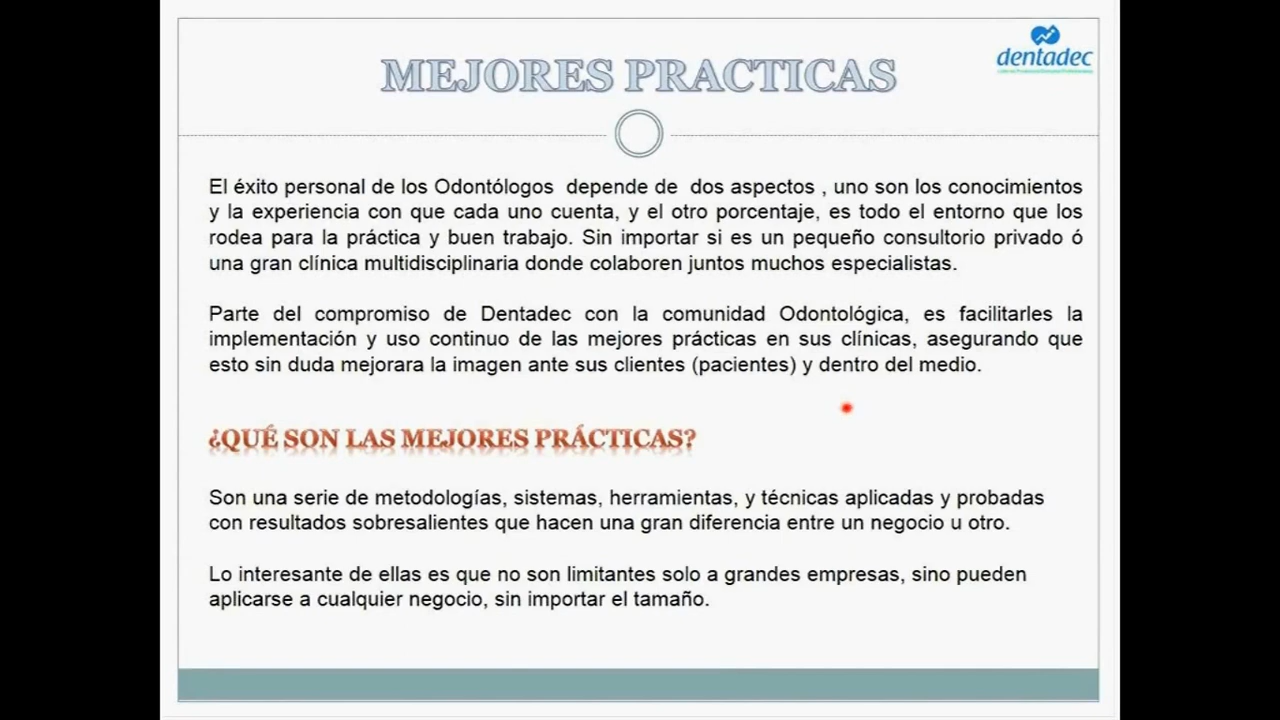 dentadec
MEJORES PRACTICAS
El éxito personal de los Odontólogos depende de dos aspectos , uno son los conocimientos
y la experiencia con que cada uno cuenta, y el otro porcentaje, es todo el entorno que los
rodea para la práctica y buen trabajo. Sin importar si es un pequeño consultorio privado ó
una gran clínica multidisciplinaria donde colaboren juntos muchos especialistas.
Parte del compromiso de Dentadec con la comunidad Odontológica, es facilitarles la
implementación y uso continuo de las mejores prácticas en sus clínicas, asegurando que
esto sin duda mejorara la imagen ante sus clientes (pacientes) y dentro del medio.
¿QUÉ SON LAS MEJORES PRÁCTICAS?
Son una serie de metodologías, sistemas, herramientas, y técnicas aplicadas y probadas
con resultados sobresalientes que hacen una gran diferencia entre un negocio u otro.
Lo interesante de ellas es que no son limitantes solo a grandes empresas, sino pueden
aplicarse a cualquier negocio, sin importar el tamaño.